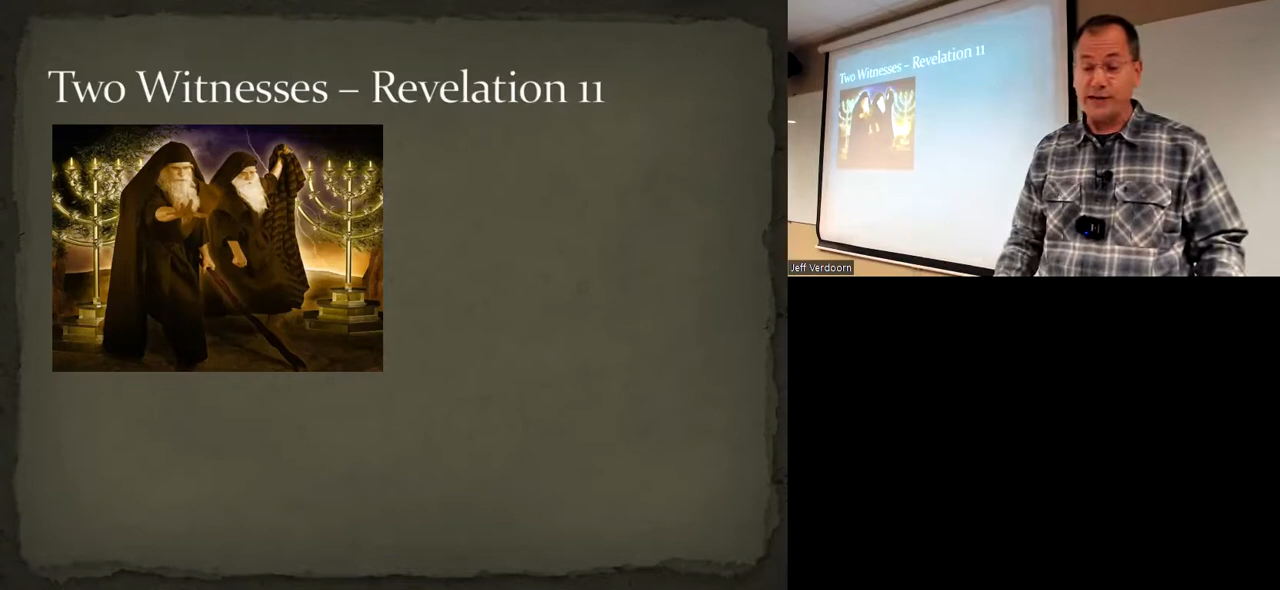 Two Witnesses – Revelation 11
Two Witnesses – Revelation 11
Jeff Verdoorn